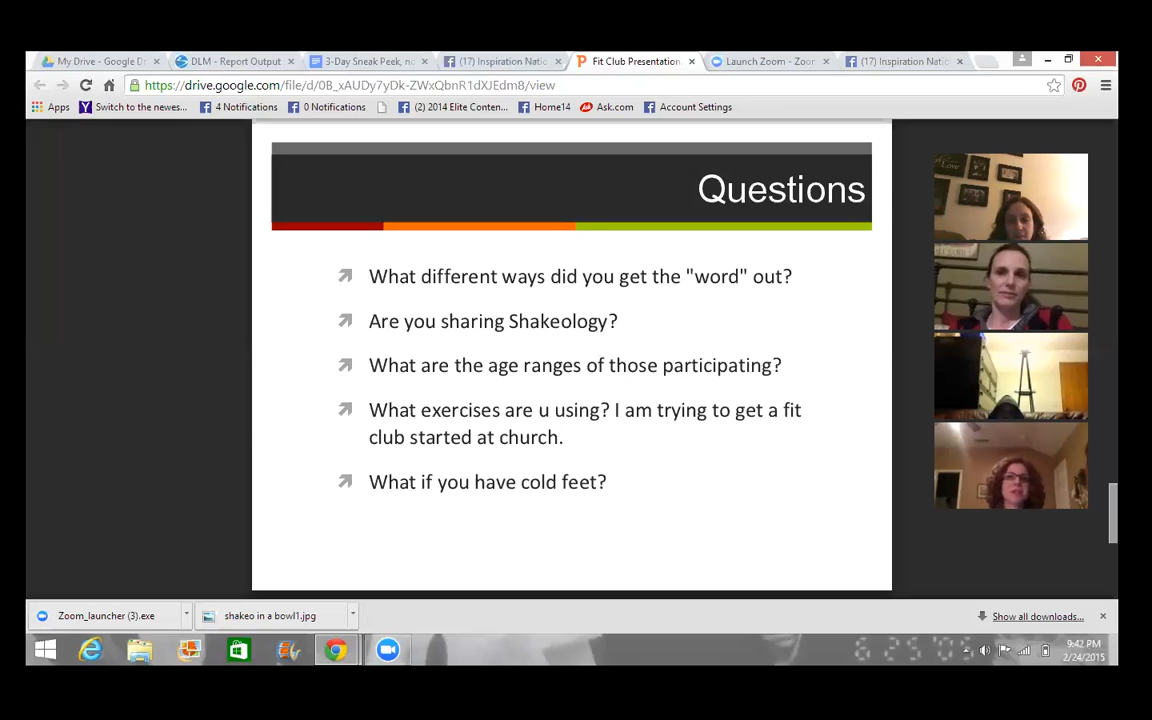 My Drive - Google Dr
DLM - Report Output
3-Day Sneak Peek, no
(17) Inspiration Natio
Fit Club Presentation.
Launch Zoom - Zoom
(17) Inspiration Natio
https://drive.google.com/file/d/0B_xAUDy7yDk-ZWxQbnR1dXJEdm8/view
Apps
Switch to the newes...
4 Notifications
0 Notifications
(2) 2014 Elite Conten...
Home14
Ask.com
Account Settings
Questions
What different ways did you get the "word" out?
Are you sharing Shakeology?
What are the age ranges of those participating?
What exercises are u using? I am trying to get a fit
club started at church.
What if you have cold feet?
Zoom_launcher (3).exe
shakeo in a bowl1.jpg
Show all downloads...
9:42 PM
2/24/2015